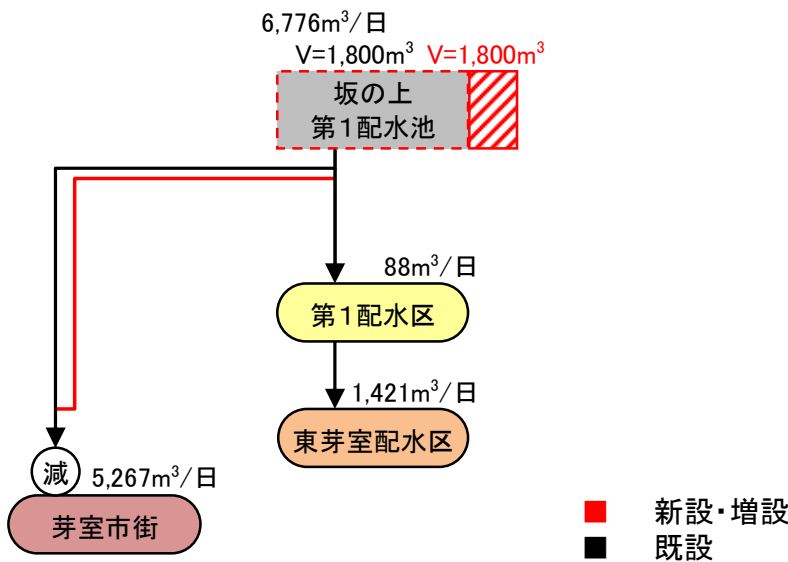 6,776m³/日
V=1,800m³ V=1,800m³
坂の上
第1配水池
88m³/日
第1配水区
1,421m³/日
東芽室配水区
減
5,267m³/日
芽室市街
新設・増設
既設